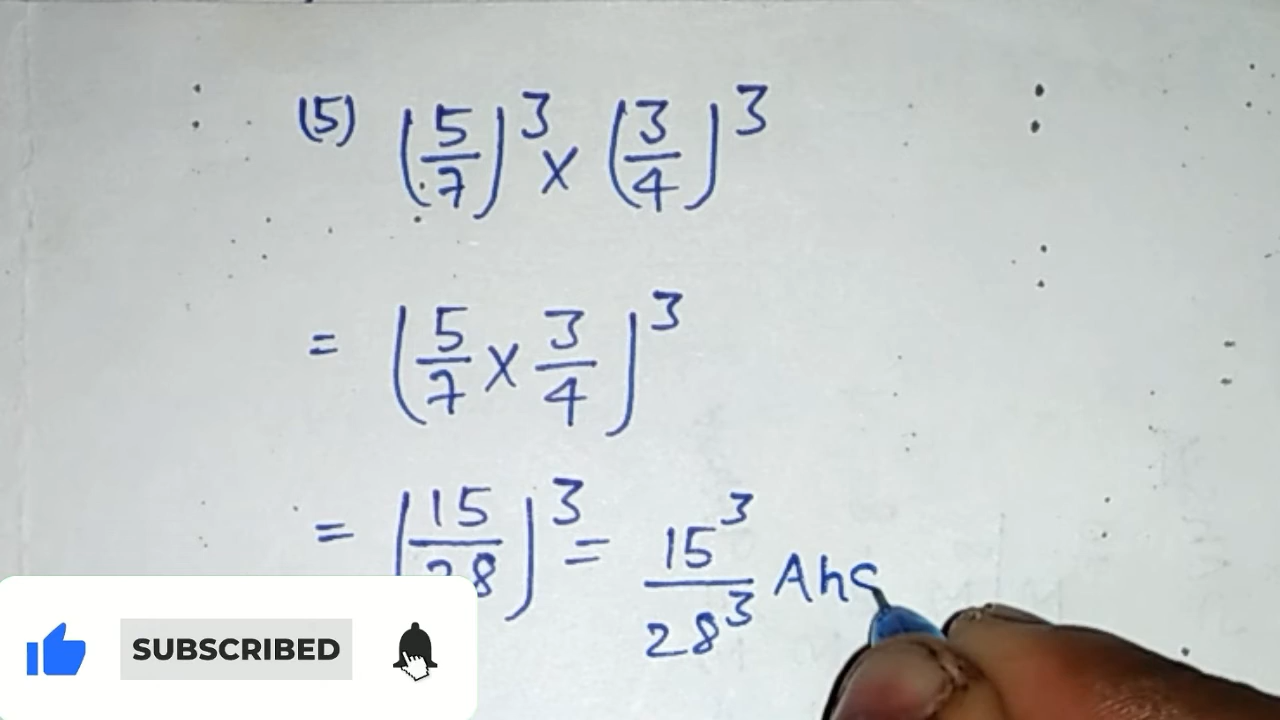 (5) (5/7)³ × (3/4)³
= (5/7 × 3/4)³
= (15/28)³ = 15³/28³ Ans
SUBSCRIBED